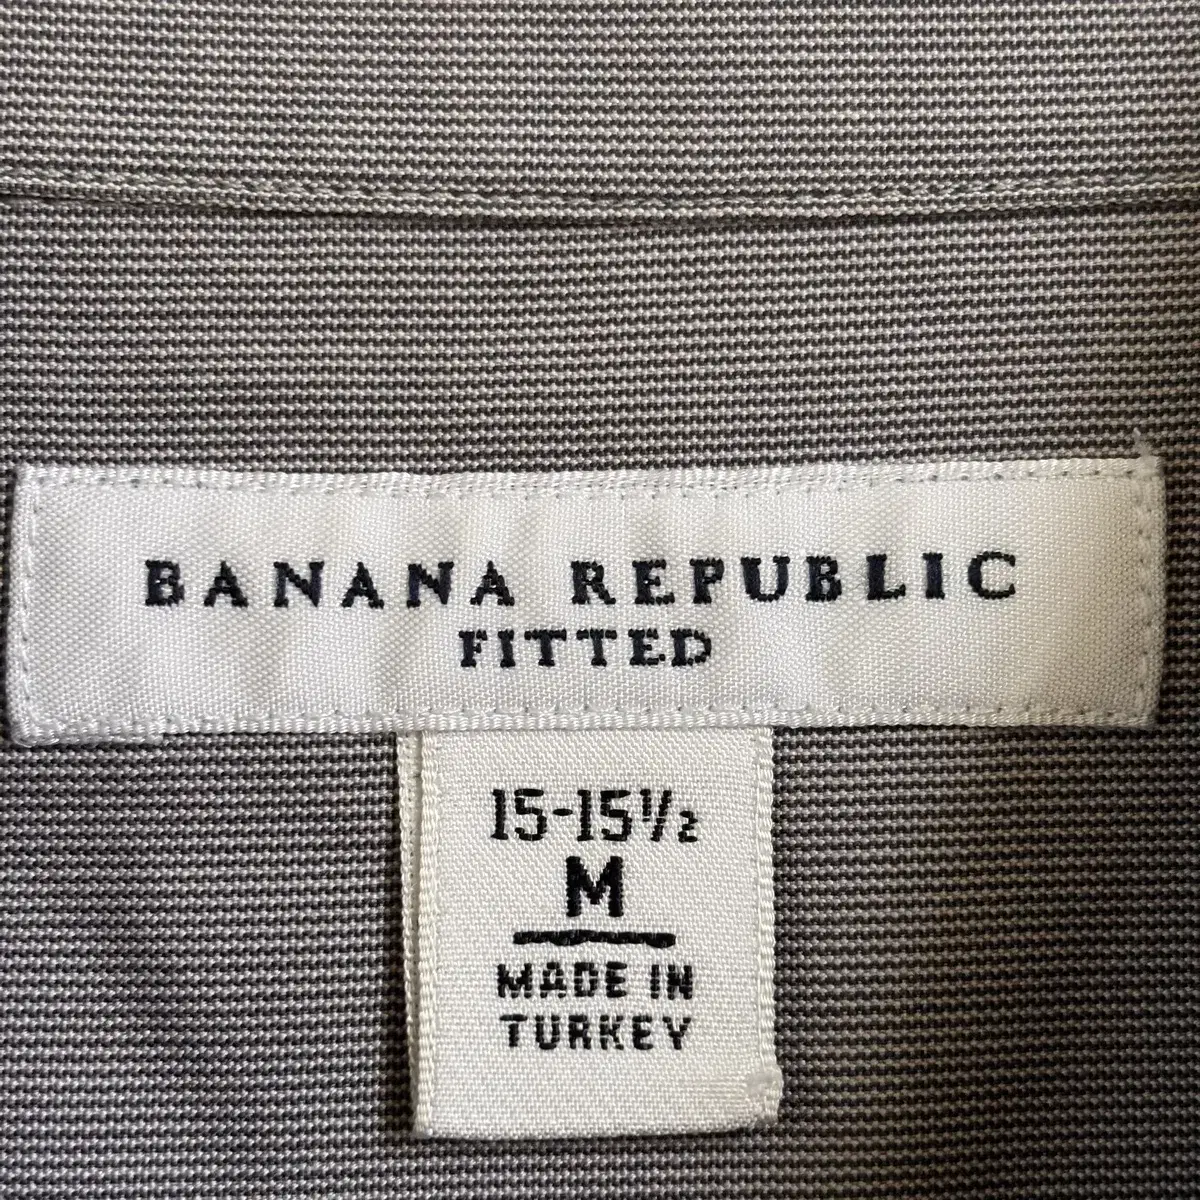 BANANA REPUBLIC
FITTED
15-15½
M
MADE IN
TURKEY